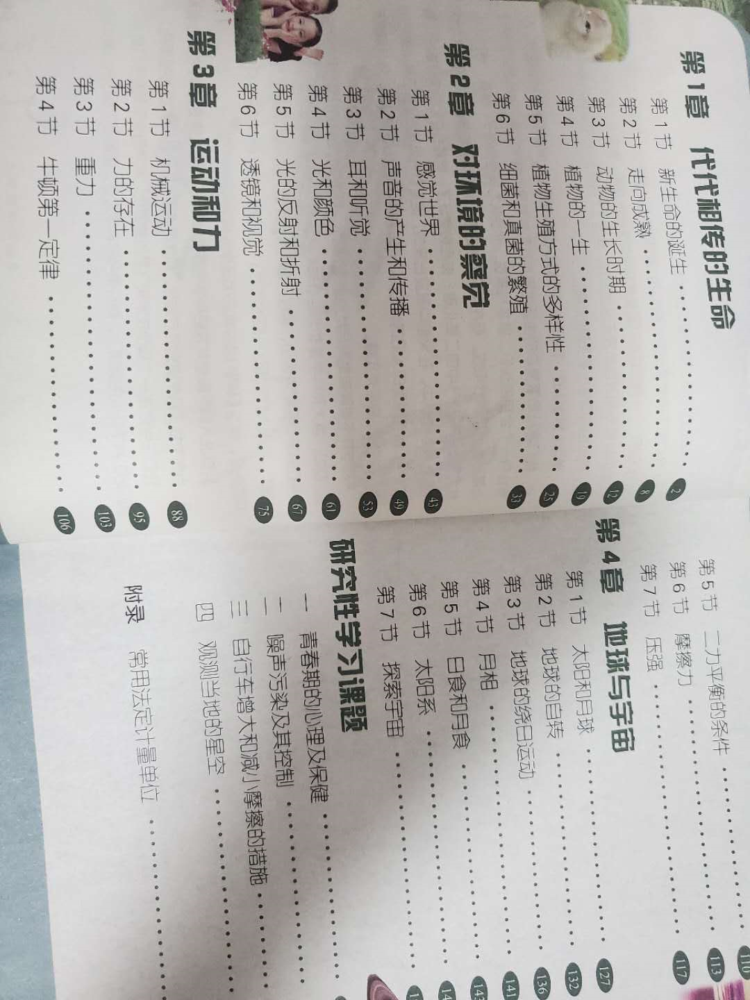 第1章 代代相传的生命
第1节 新生命的诞生 2
第2节 走向成熟 8
第3节 动物的生长时期 12
第4节 植物的一生 19
第5节 植物生殖方式的多样性 25
第6节 细菌和真菌的繁殖 33
第2章 对环境的察觉
第1节 感觉世界 43
第2节 声音的产生和传播 49
第3节 耳和听觉 53
第4节 光和颜色 61
第5节 光的反射和折射 67
第6节 透镜和视觉 75
第3章 运动和力
第1节 机械运动 88
第2节 力的存在 95
第3节 重力 103
第4节 牛顿第一定律 106
第5节 二力平衡的条件 110
第6节 摩擦力 113
第7节 压强 117
第4章 地球与宇宙
第1节 太阳和月球 127
第2节 地球的自转 132
第3节 地球的绕日运动 136
第4节 月相 141
第5节 日食和月食 143
第6节 太阳系
第7节 探索宇宙
研究性学习课题
一 青春期的心理及保健
二 噪声污染及其控制
三 自行车增大和减小摩擦的措施
四 观测当地的星空
附录 常用法定计量单位